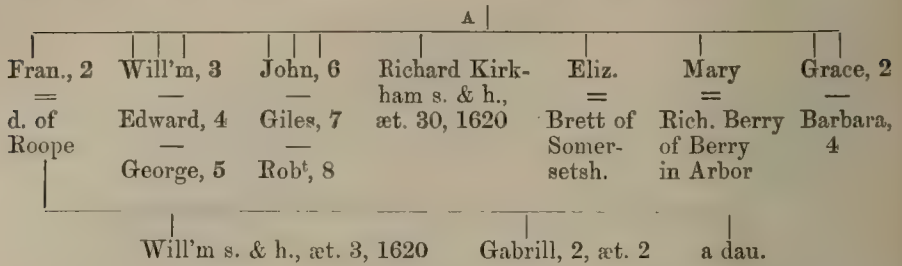 A
Fran., 2 Will'm, 3 John, 6 Richard Kirk- Eliz. Mary Grace, 2
= — — ham s. & h., = = —
d. of Edward, 4 Giles, 7 æt. 30, 1620 Brett of Rich. Berry Barbara,
Roope — — Somer- of Berry 4
George, 5 Robᵗ, 8 setsh. in Arbor
Will'm s. & h., æt. 3, 1620 Gabrill, 2, æt. 2 a dau.